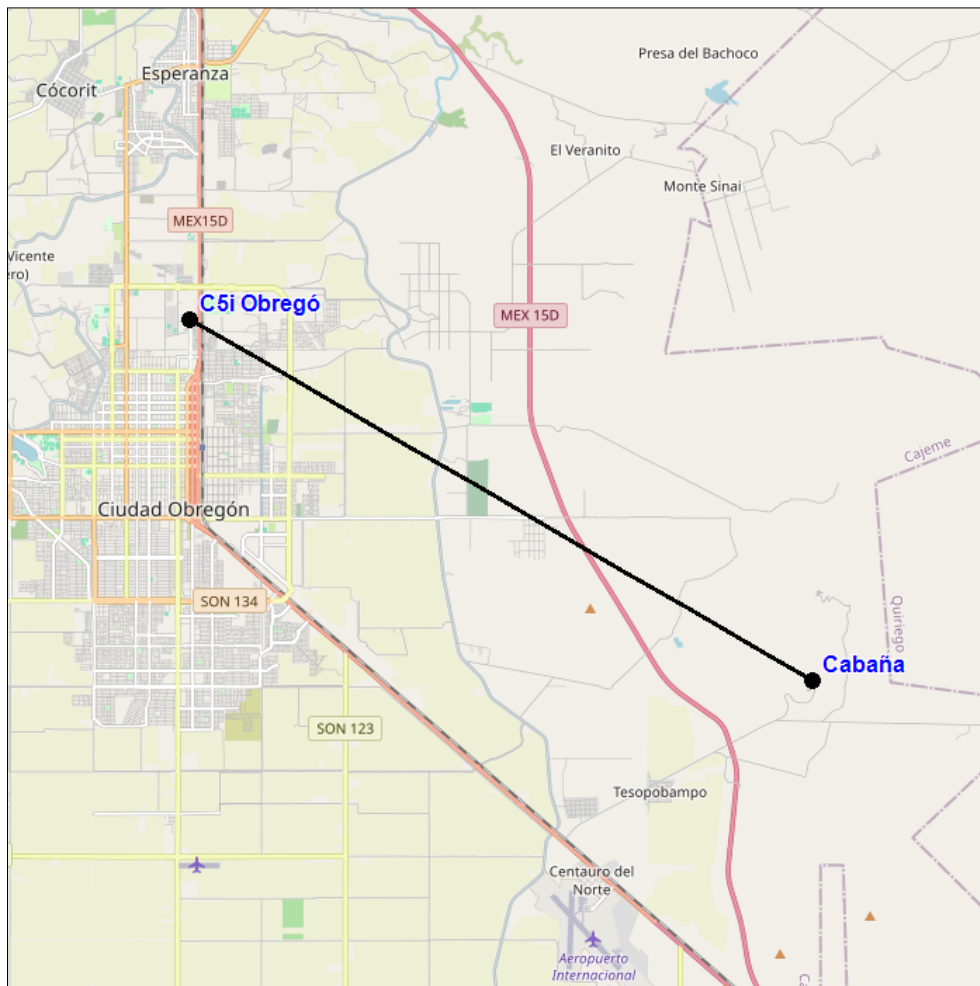 Presa del Bachoco
Esperanza
Cócorit
El Veranito
Monte Sinai
MEX15D
Vicente
ero)
C5i Obregó
MEX 15D
Cajeme
Ciudad Obregón
SON 134
Quiriego
Cabaña
SON 123
Tesopobampo
Centauro del
Norte
Aeropuerto
Internacional
Ca